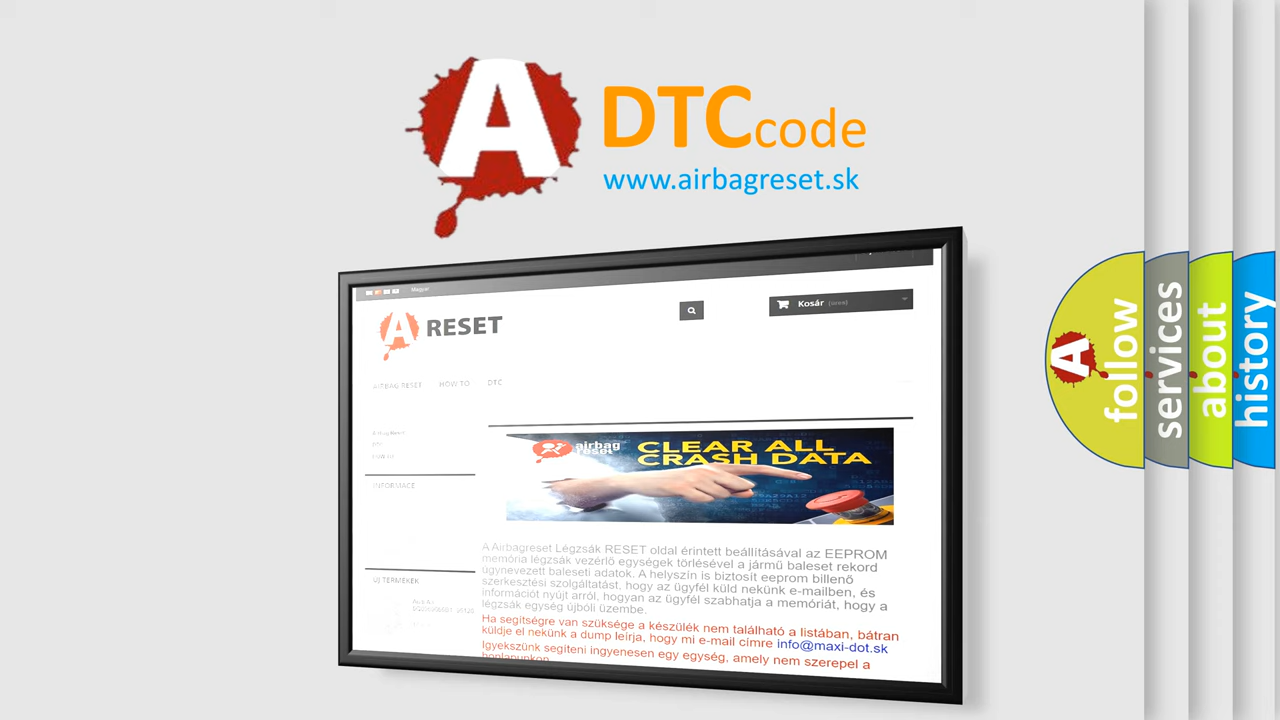 A
DTCcode
www.airbagreset.sk
Magyar
A RESET
Kosár (üres)
AIRBAG RESET HOW TO DTC
INFORMACE
ÚJ TERMÉKEK
airbag
reset
CLEAR ALL
CRASH DATA
A Airbagreset Légzsák RESET oldal érintett beállításával az EEPROM
memória légzsák vezérlő egységek törlésével a jármű baleset rekord
úgynevezett baleseti adatok. A helyszín is biztosít eeprom billenő
szerkesztési szolgáltatást, hogy az ügyfél küld nekünk e-mailben, és
információt nyújt arról, hogyan az ügyfél szabhatja a memóriát, hogy a
légzsák egység újbóli üzembe.
Ha segítségre van szüksége a készülék nem található a listában, bátran
küldje el nekünk a dump leírja, hogy mi e-mail címre info@maxi-dot.sk
Igyekszünk segíteni ingyenesen egy egység, amely nem szerepel a
honlapunkon
A
follow
services
about
history